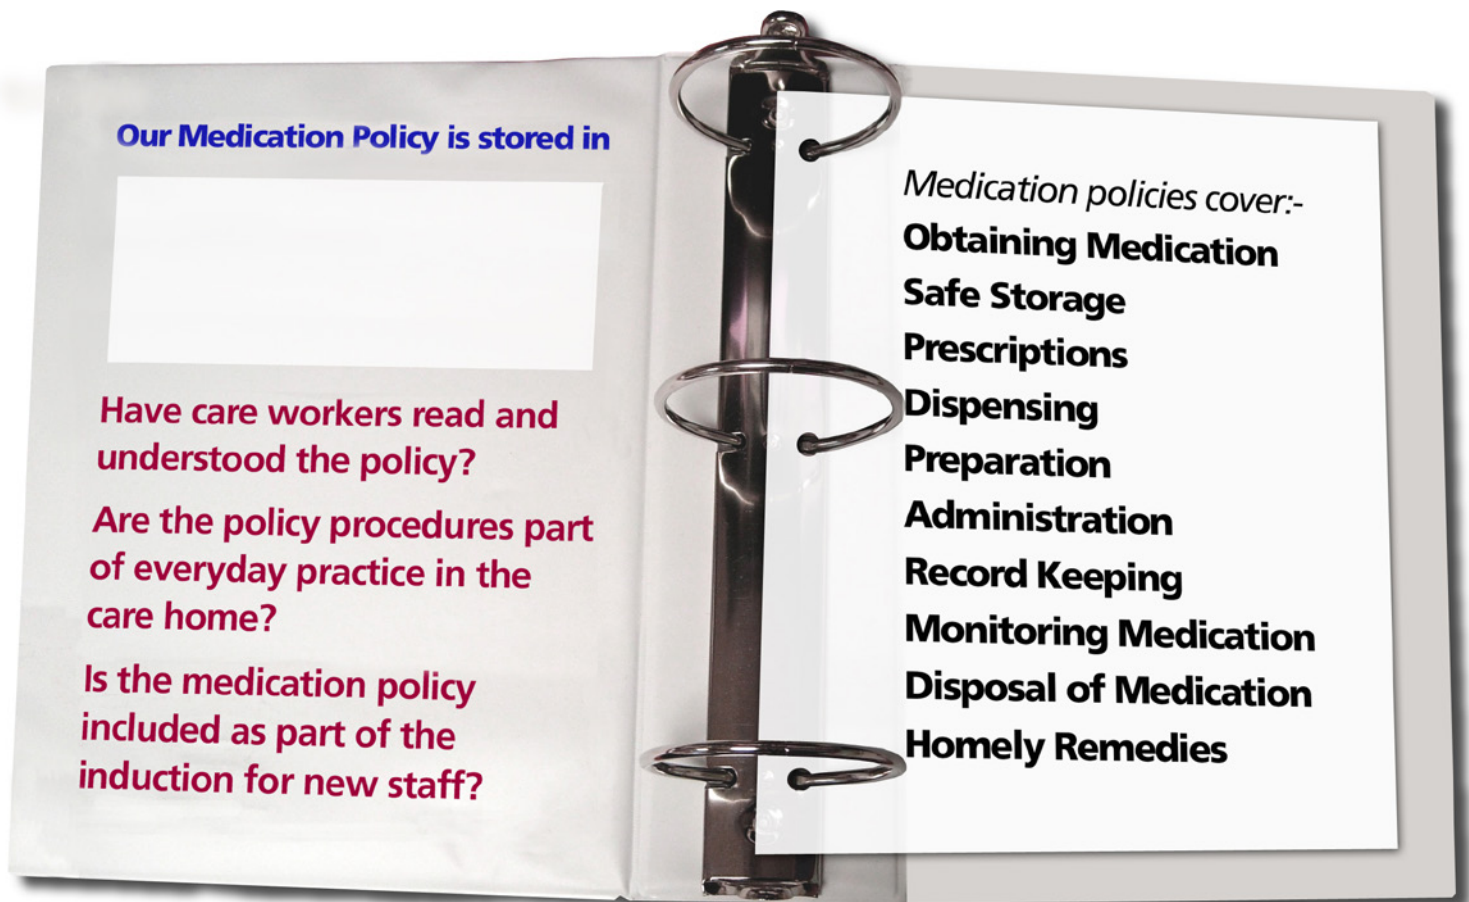 Our Medication Policy is stored in
Have care workers read and
understood the policy?
Are the policy procedures part
of everyday practice in the
care home?
Is the medication policy
included as part of the
induction for new staff?
Medication policies cover:-
Obtaining Medication
Safe Storage
Prescriptions
Dispensing
Preparation
Administration
Record Keeping
Monitoring Medication
Disposal of Medication
Homely Remedies